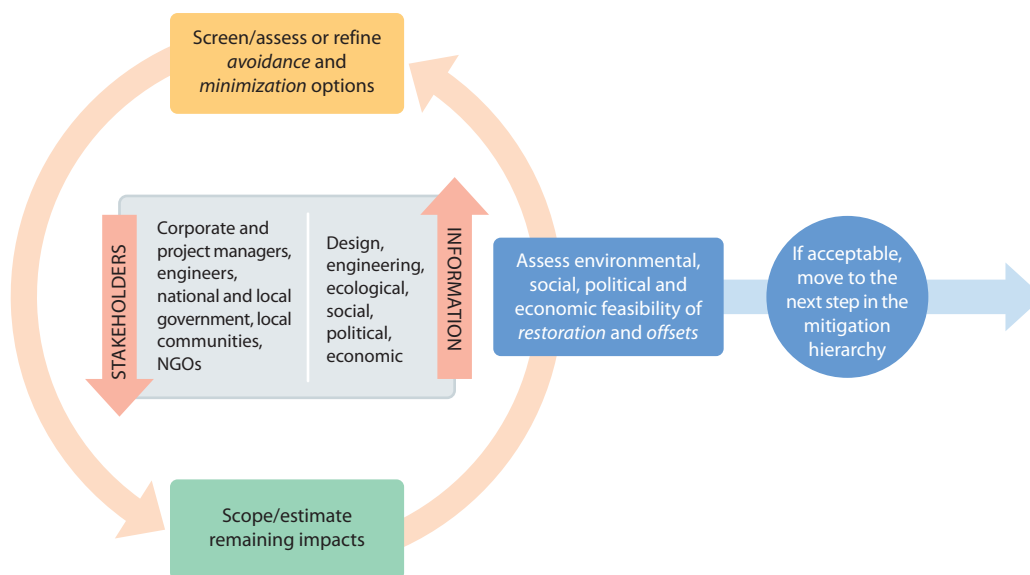 Screen/assess or refine
avoidance and
minimization options
STAKEHOLDERS
Corporate and
project managers,
engineers,
national and local
government, local
communities,
NGOs
Design,
engineering,
ecological,
social,
political,
economic
INFORMATION
Assess environmental,
social, political and
economic feasibility of
restoration and offsets
If acceptable,
move to the
next step in the
mitigation
hierarchy
Scope/estimate
remaining impacts